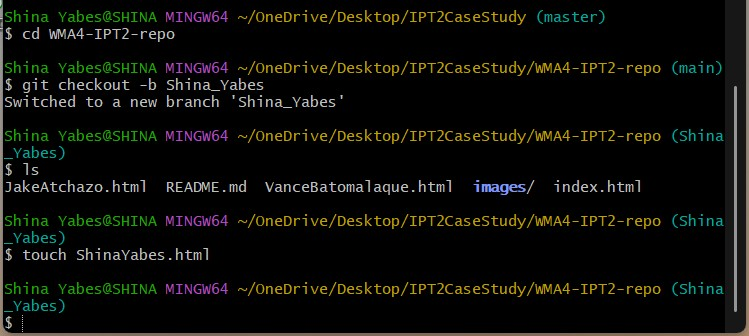 Shina Yabes@SHINA MINGW64 ~/OneDrive/Desktop/IPT2CaseStudy (master)
$ cd WMA4-IPT2-repo
Shina Yabes@SHINA MINGW64 ~/OneDrive/Desktop/IPT2CaseStudy/WMA4-IPT2-repo (main)
$ git checkout -b Shina_Yabes
Switched to a new branch 'Shina_Yabes'
Shina Yabes@SHINA MINGW64 ~/OneDrive/Desktop/IPT2CaseStudy/WMA4-IPT2-repo (Shina
_Yabes)
$ ls
JakeAtchazo.html  README.md  VanceBatomalaque.html  images/  index.html
Shina Yabes@SHINA MINGW64 ~/OneDrive/Desktop/IPT2CaseStudy/WMA4-IPT2-repo (Shina
_Yabes)
$ touch ShinaYabes.html
Shina Yabes@SHINA MINGW64 ~/OneDrive/Desktop/IPT2CaseStudy/WMA4-IPT2-repo (Shina
_Yabes)
$